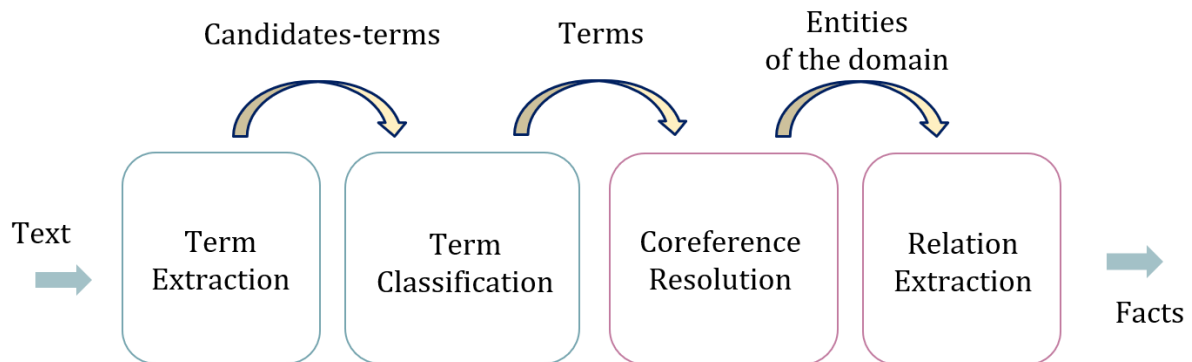 Candidates-terms
Terms
Entities
of the domain
Text
Term
Extraction
Term
Classification
Coreference
Resolution
Relation
Extraction
Facts